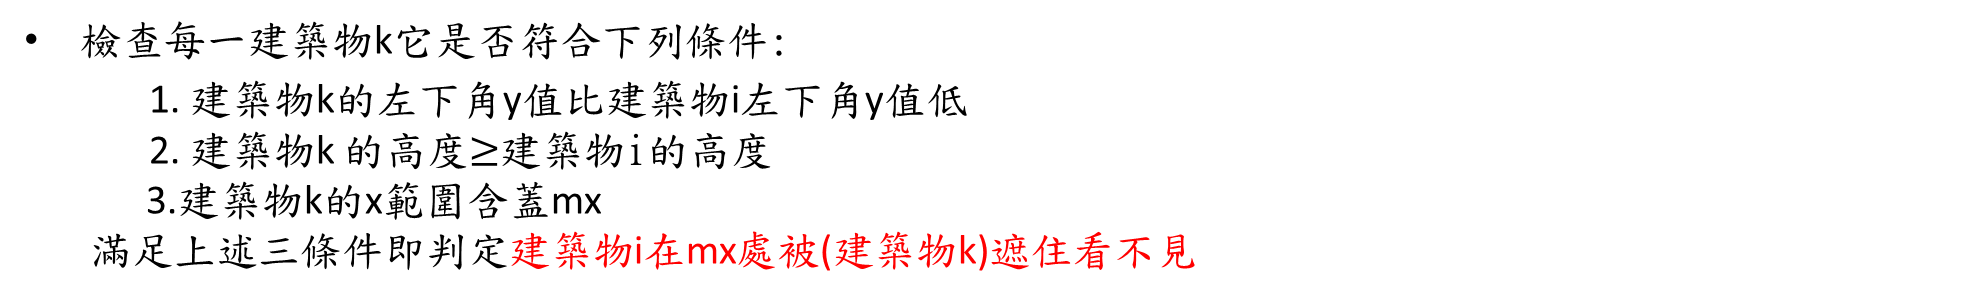 • 檢查每一建築物k它是否符合下列條件:
1. 建築物k的左下角y值比建築物i左下角y值低
2. 建築物k 的高度≥建築物i的高度
3.建築物k的x範圍含蓋mx
滿足上述三條件即判定建築物i在mx處被(建築物k)遮住看不見